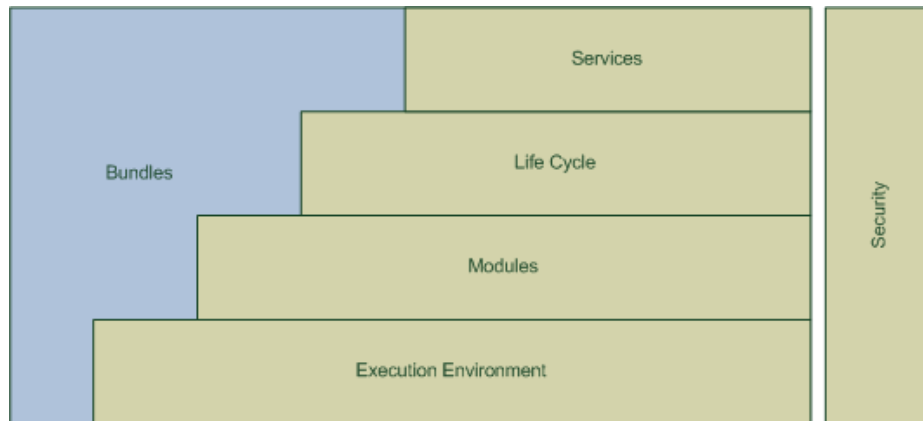 Services
Life Cycle
Bundles
Modules
Execution Environment
Security